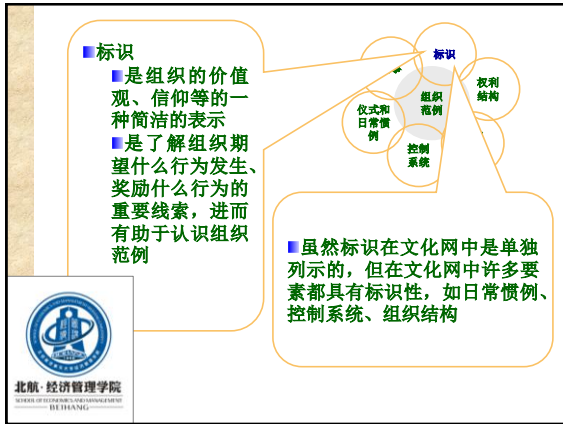 标识
是组织的价值
观、信仰等的一
种简洁的表示
是了解组织期
望什么行为发生、
奖励什么行为的
重要线索，进而
有助于认识组织
范例
标识
权利
结构
组织
范例
仪式和
日常惯
例
控制
系统
虽然标识在文化网中是单独
列示的，但在文化网中许多要
素都具有标识性，如日常惯例、
控制系统、组织结构
北航·经济管理学院
SCHOOL OF ECONOMICS AND MANAGEMENT
BEIHANG